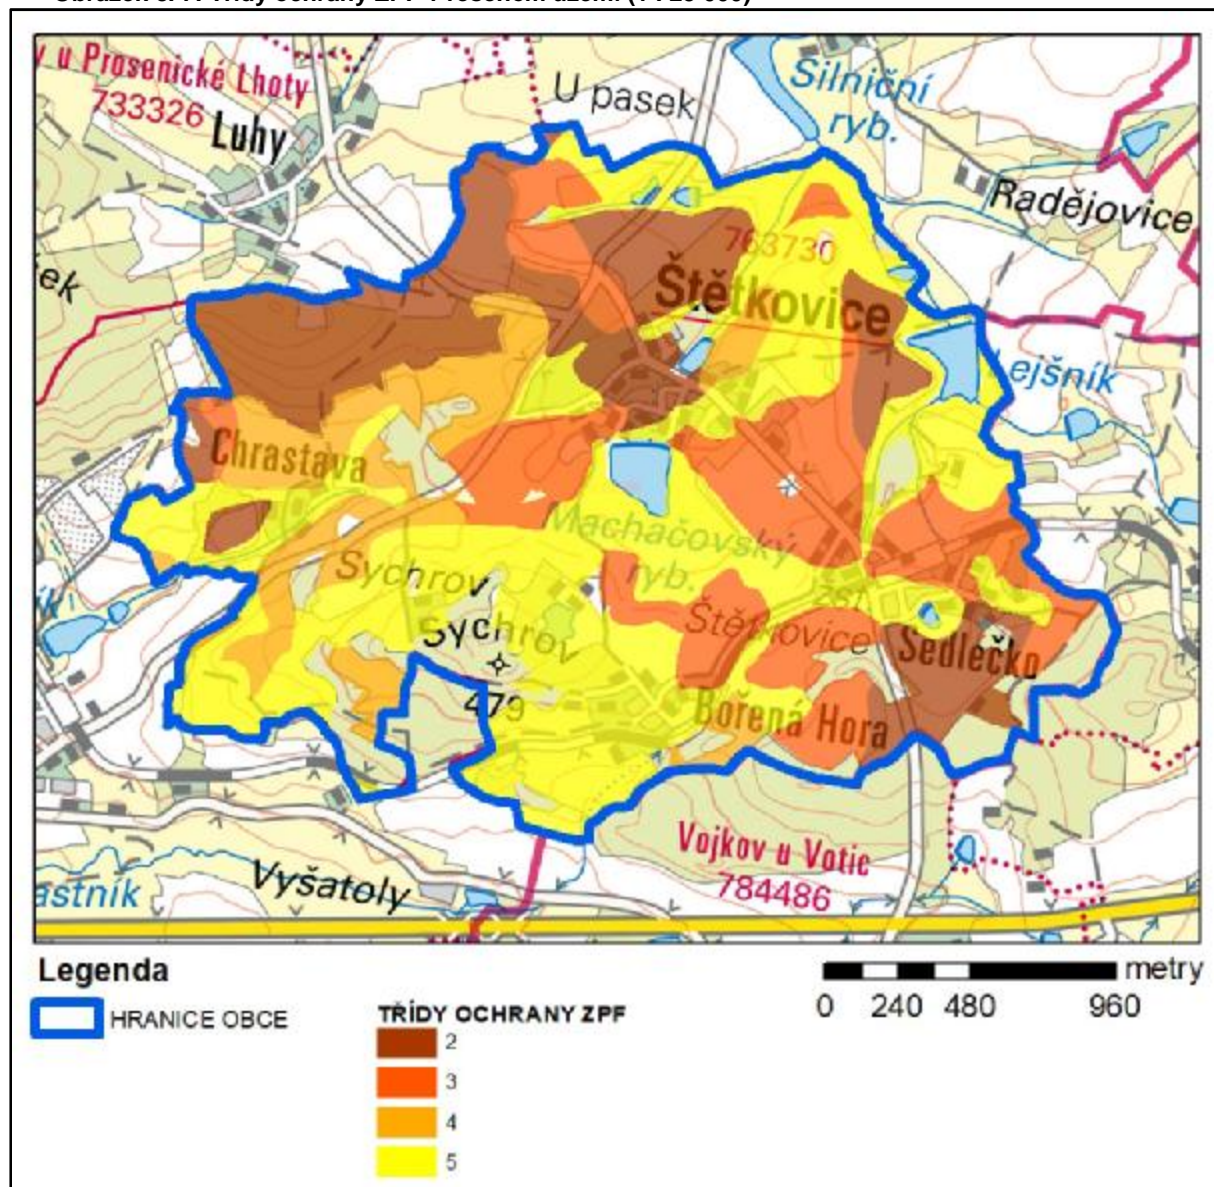 U pasek
Silniční
ryb.
u Prosenické Lhoty
733326
Luhy
Radějovice
763730
Štětkovice
Chrastava
Machačovský
ryb.
Sychrov
Sychrov
479
Štětkovice
zst
Sedlečko
Bořená Hora
Vojkov u Votic
784486
Vyšatoly
Legenda
HRANICE OBCE
TŘÍDY OCHRANY ZPF
2
3
4
5
metry
0 240 480 960